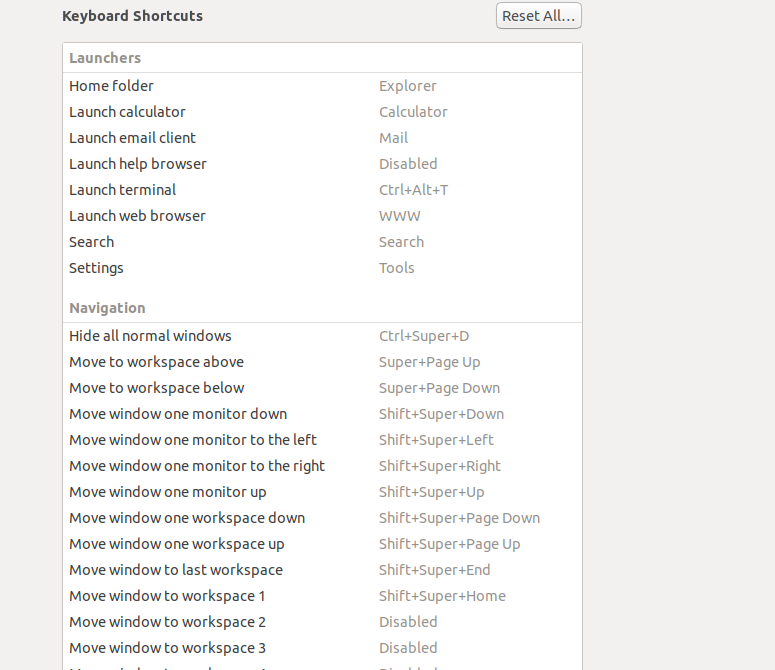 Keyboard Shortcuts Reset All...
Launchers
Home folder Explorer
Launch calculator Calculator
Launch email client Mail
Launch help browser Disabled
Launch terminal Ctrl+Alt+T
Launch web browser WWW
Search Search
Settings Tools
Navigation
Hide all normal windows Ctrl+Super+D
Move to workspace above Super+Page Up
Move to workspace below Super+Page Down
Move window one monitor down Shift+Super+Down
Move window one monitor to the left Shift+Super+Left
Move window one monitor to the right Shift+Super+Right
Move window one monitor up Shift+Super+Up
Move window one workspace down Shift+Super+Page Down
Move window one workspace up Shift+Super+Page Up
Move window to last workspace Shift+Super+End
Move window to workspace 1 Shift+Super+Home
Move window to workspace 2 Disabled
Move window to workspace 3 Disabled